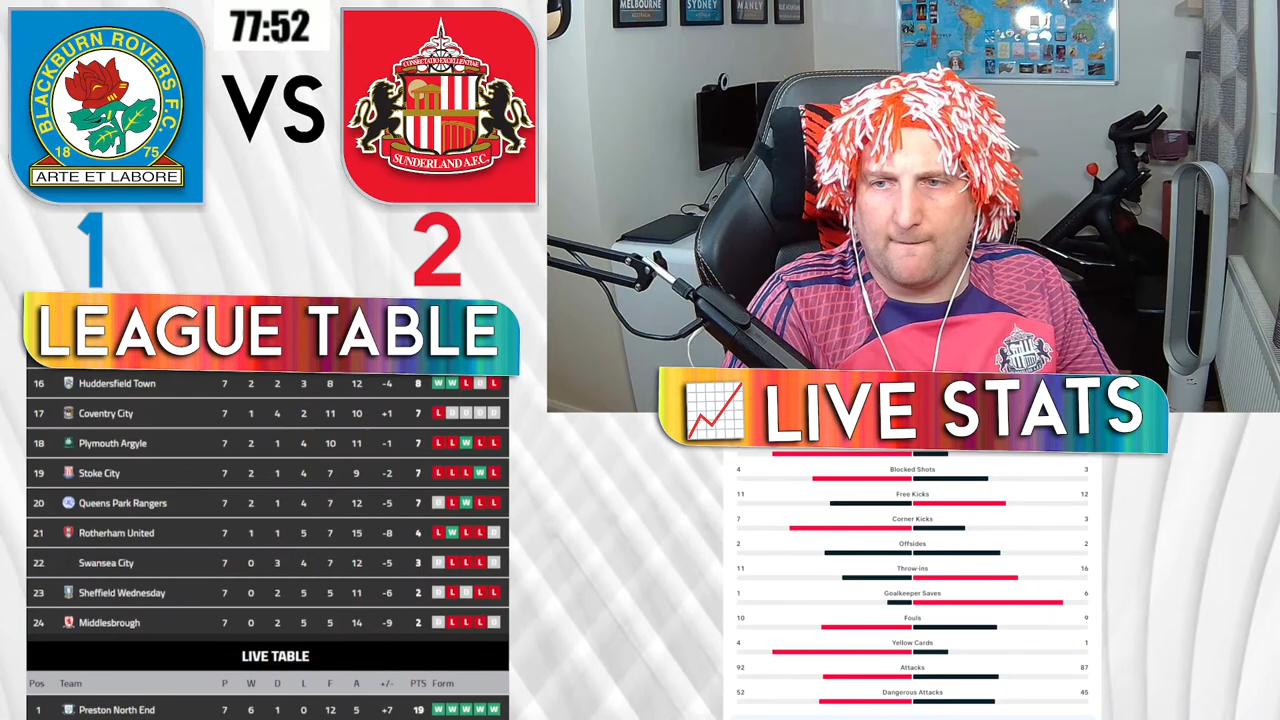 BLACKBURN ROVERS F.C.
18 75
ARTE ET LABORE
77:52
VS
CONSECTATIO EXCELLENTIAE
SUNDERLAND A.F.C.
MELBOURNE
SYDNEY
MANLY
1
2
LEAGUE TABLE
16 Huddersfield Town 7 2 2 3 8 12 -4 8 W W L D L
17 Coventry City 7 1 4 2 11 10 +1 7 L D D D D
18 Plymouth Argyle 7 2 1 4 10 11 -1 7 L L W L L
19 Stoke City 7 2 1 4 7 9 -2 7 L L L W L
20 Queens Park Rangers 7 2 1 4 7 12 -5 7 D L W L L
21 Rotherham United 7 1 1 5 7 15 -8 4 L W L L D
22 Swansea City 7 0 3 4 7 12 -5 3 D L L L D
23 Sheffield Wednesday 7 0 2 5 5 11 -6 2 D L D L L
24 Middlesbrough 7 0 2 5 5 14 -9 2 D L L L D
LIVE TABLE
Pos Team P W D L F A +/- PTS Form
1 Preston North End 7 6 1 0 12 5 +7 19 W W W W W
LIVE STATS
4 Blocked Shots 3
11 Free Kicks 12
7 Corner Kicks 3
2 Offsides 2
11 Throw-ins 16
1 Goalkeeper Saves 6
10 Fouls 9
4 Yellow Cards 1
92 Attacks 87
52 Dangerous Attacks 45